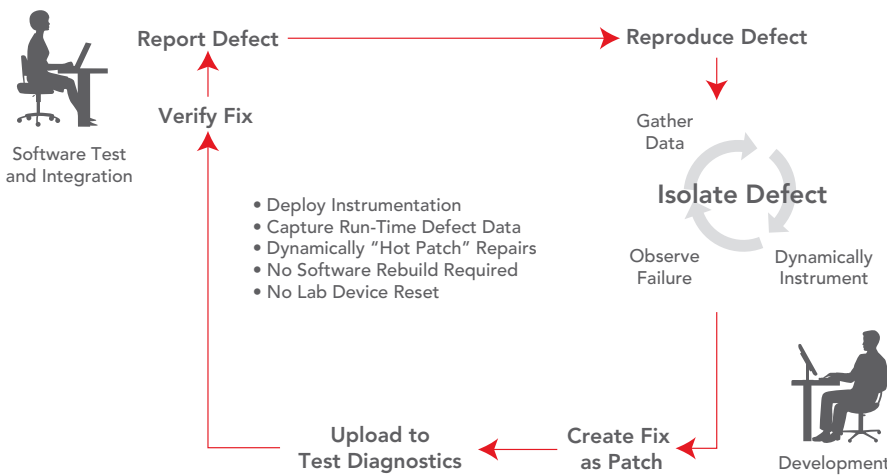 Report Defect
Reproduce Defect
Verify Fix
Gather
Data
Software Test
and Integration
Isolate Defect
• Deploy Instrumentation
• Capture Run-Time Defect Data
• Dynamically “Hot Patch” Repairs
• No Software Rebuild Required
• No Lab Device Reset
Observe
Failure
Dynamically
Instrument
Upload to
Test Diagnostics
Create Fix
as Patch
Development